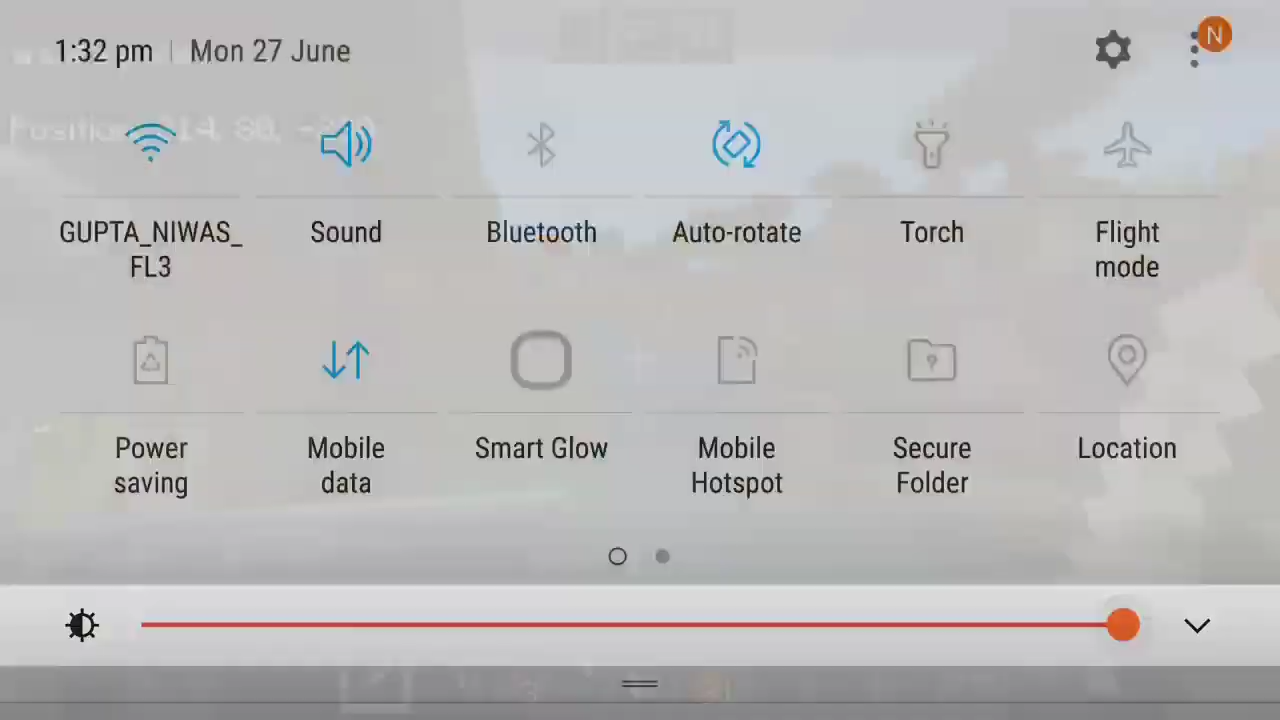 1:32 pm | Mon 27 June
N
GUPTA_NIWAS_
FL3
Sound
Bluetooth
Auto-rotate
Torch
Flight
mode
Power
saving
Mobile
data
Smart Glow
Mobile
Hotspot
Secure
Folder
Location